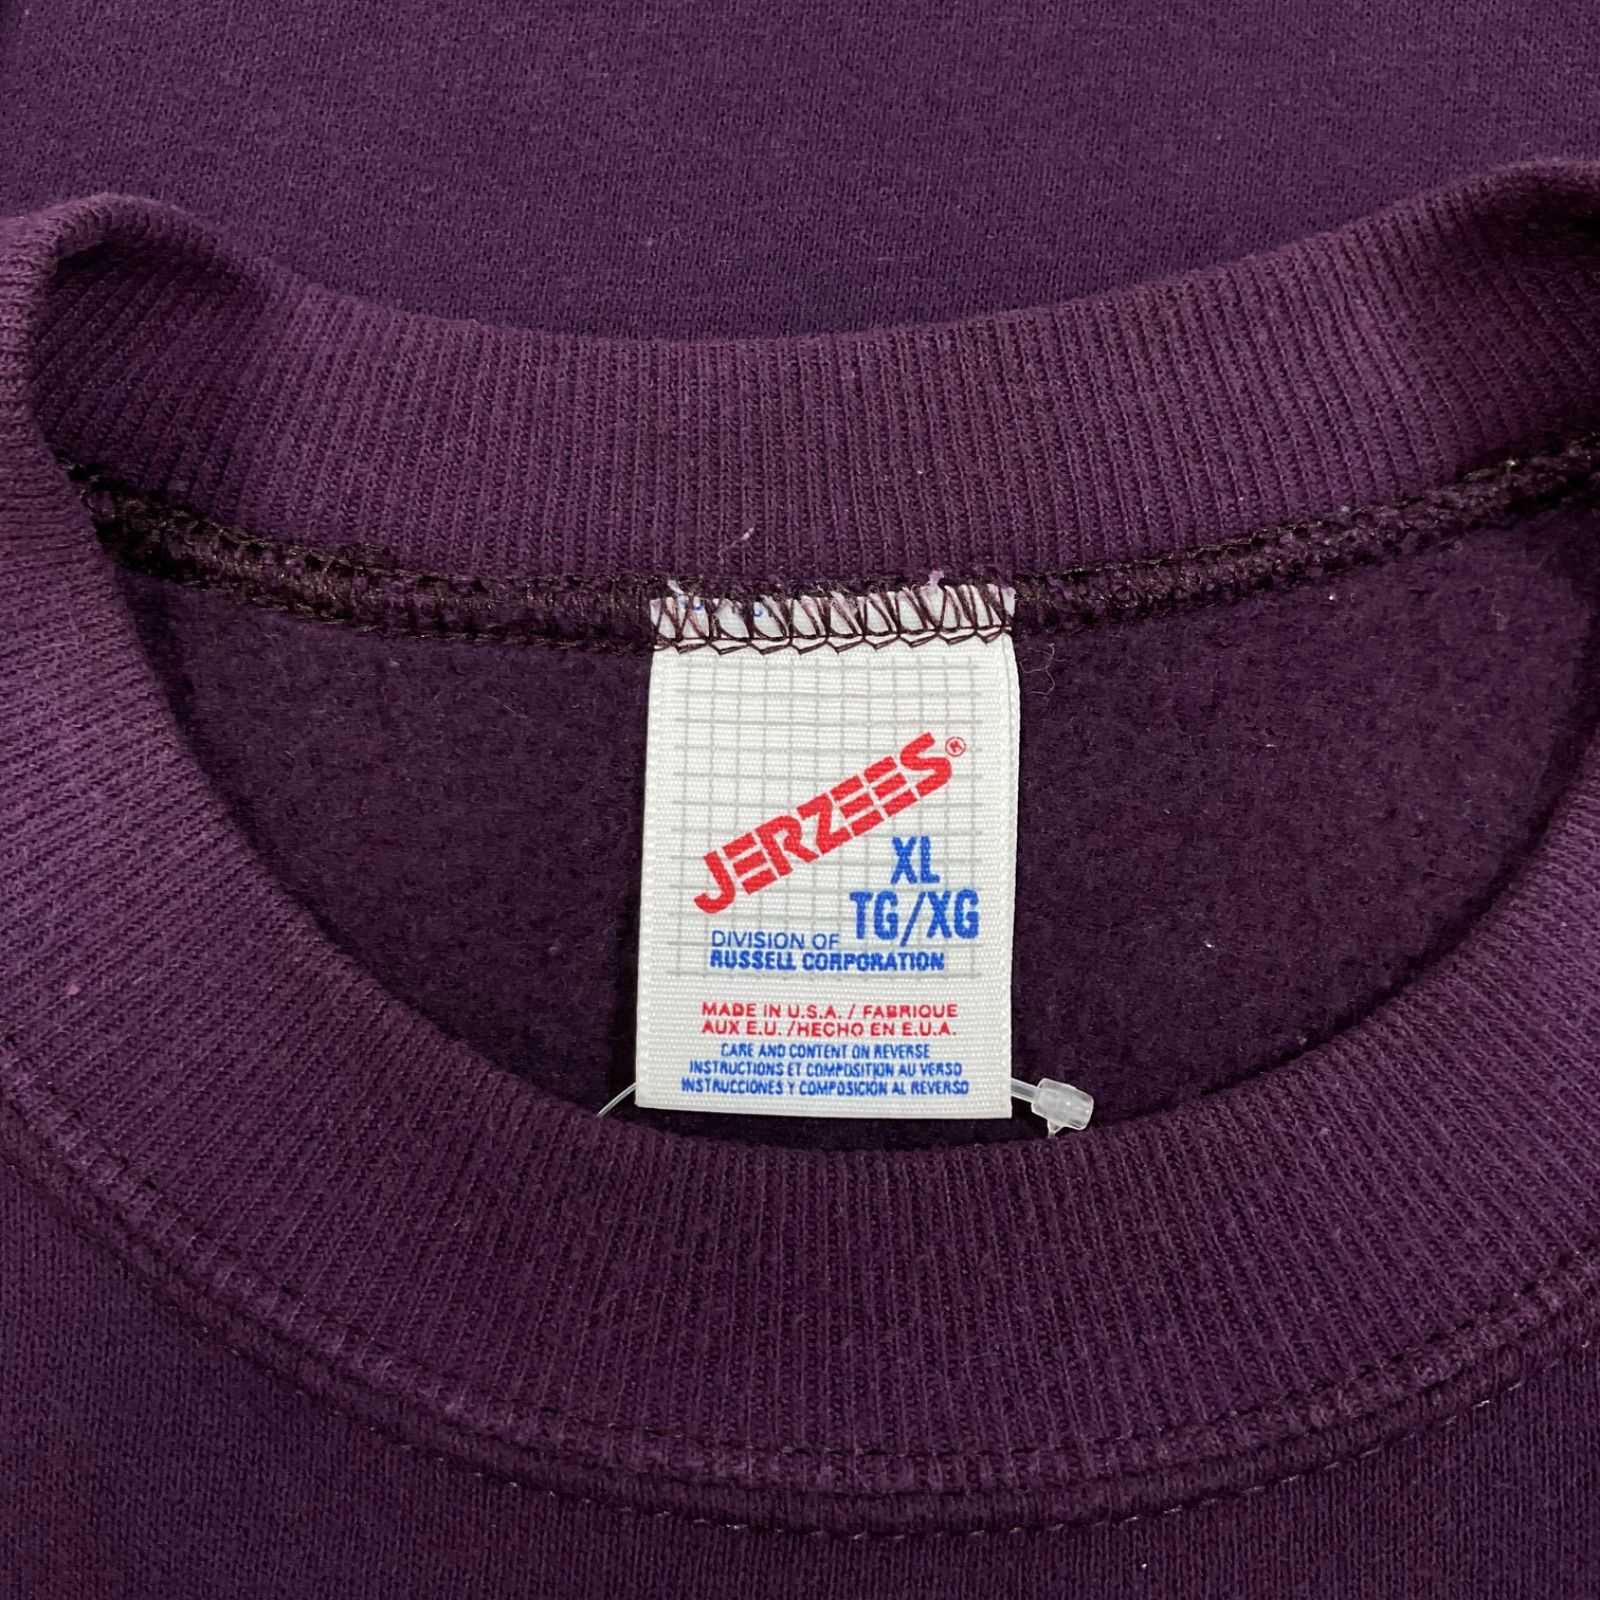 JERZEES®
XL
TG/XG
DIVISION OF
RUSSELL CORPORATION
MADE IN U.S.A. / FABRIQUE
AUX E.U. /HECHO EN E.U.A.
CARE AND CONTENT ON REVERSE
INSTRUCTIONS ET COMPOSITION AU VERSO
INSTRUCCIONES Y COMPOSICIÓN AL REVERSO